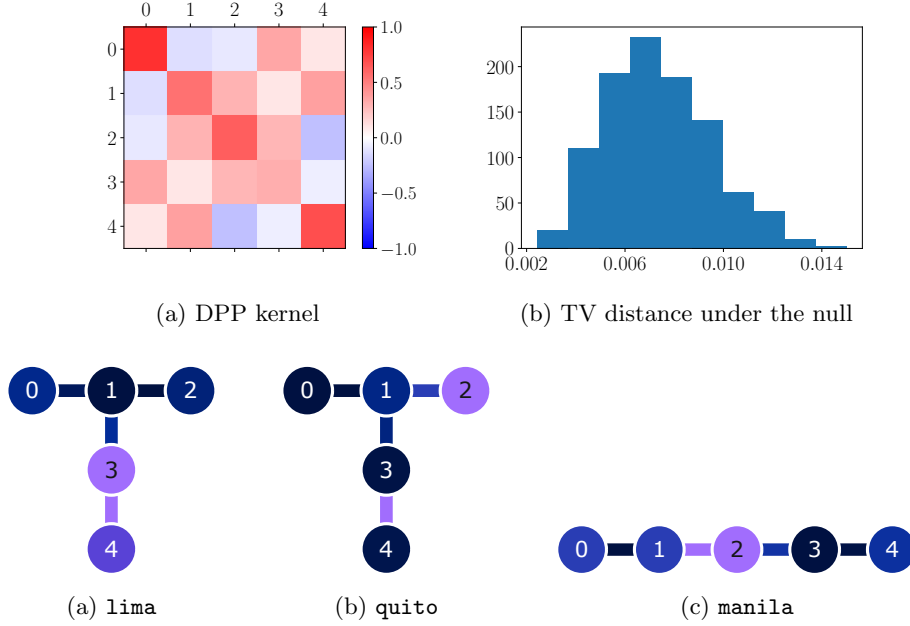 0 1 2 3 4
0
1
2
3
4
1.0
0.5
0.0
−0.5
−1.0
200
150
100
50
0
0.002 0.006 0.010 0.014
(a) DPP kernel
(b) TV distance under the null
0 1 2
3
4
(a) lima
0 1 2
3
4
(b) quito
0 1 2 3 4
(c) manila